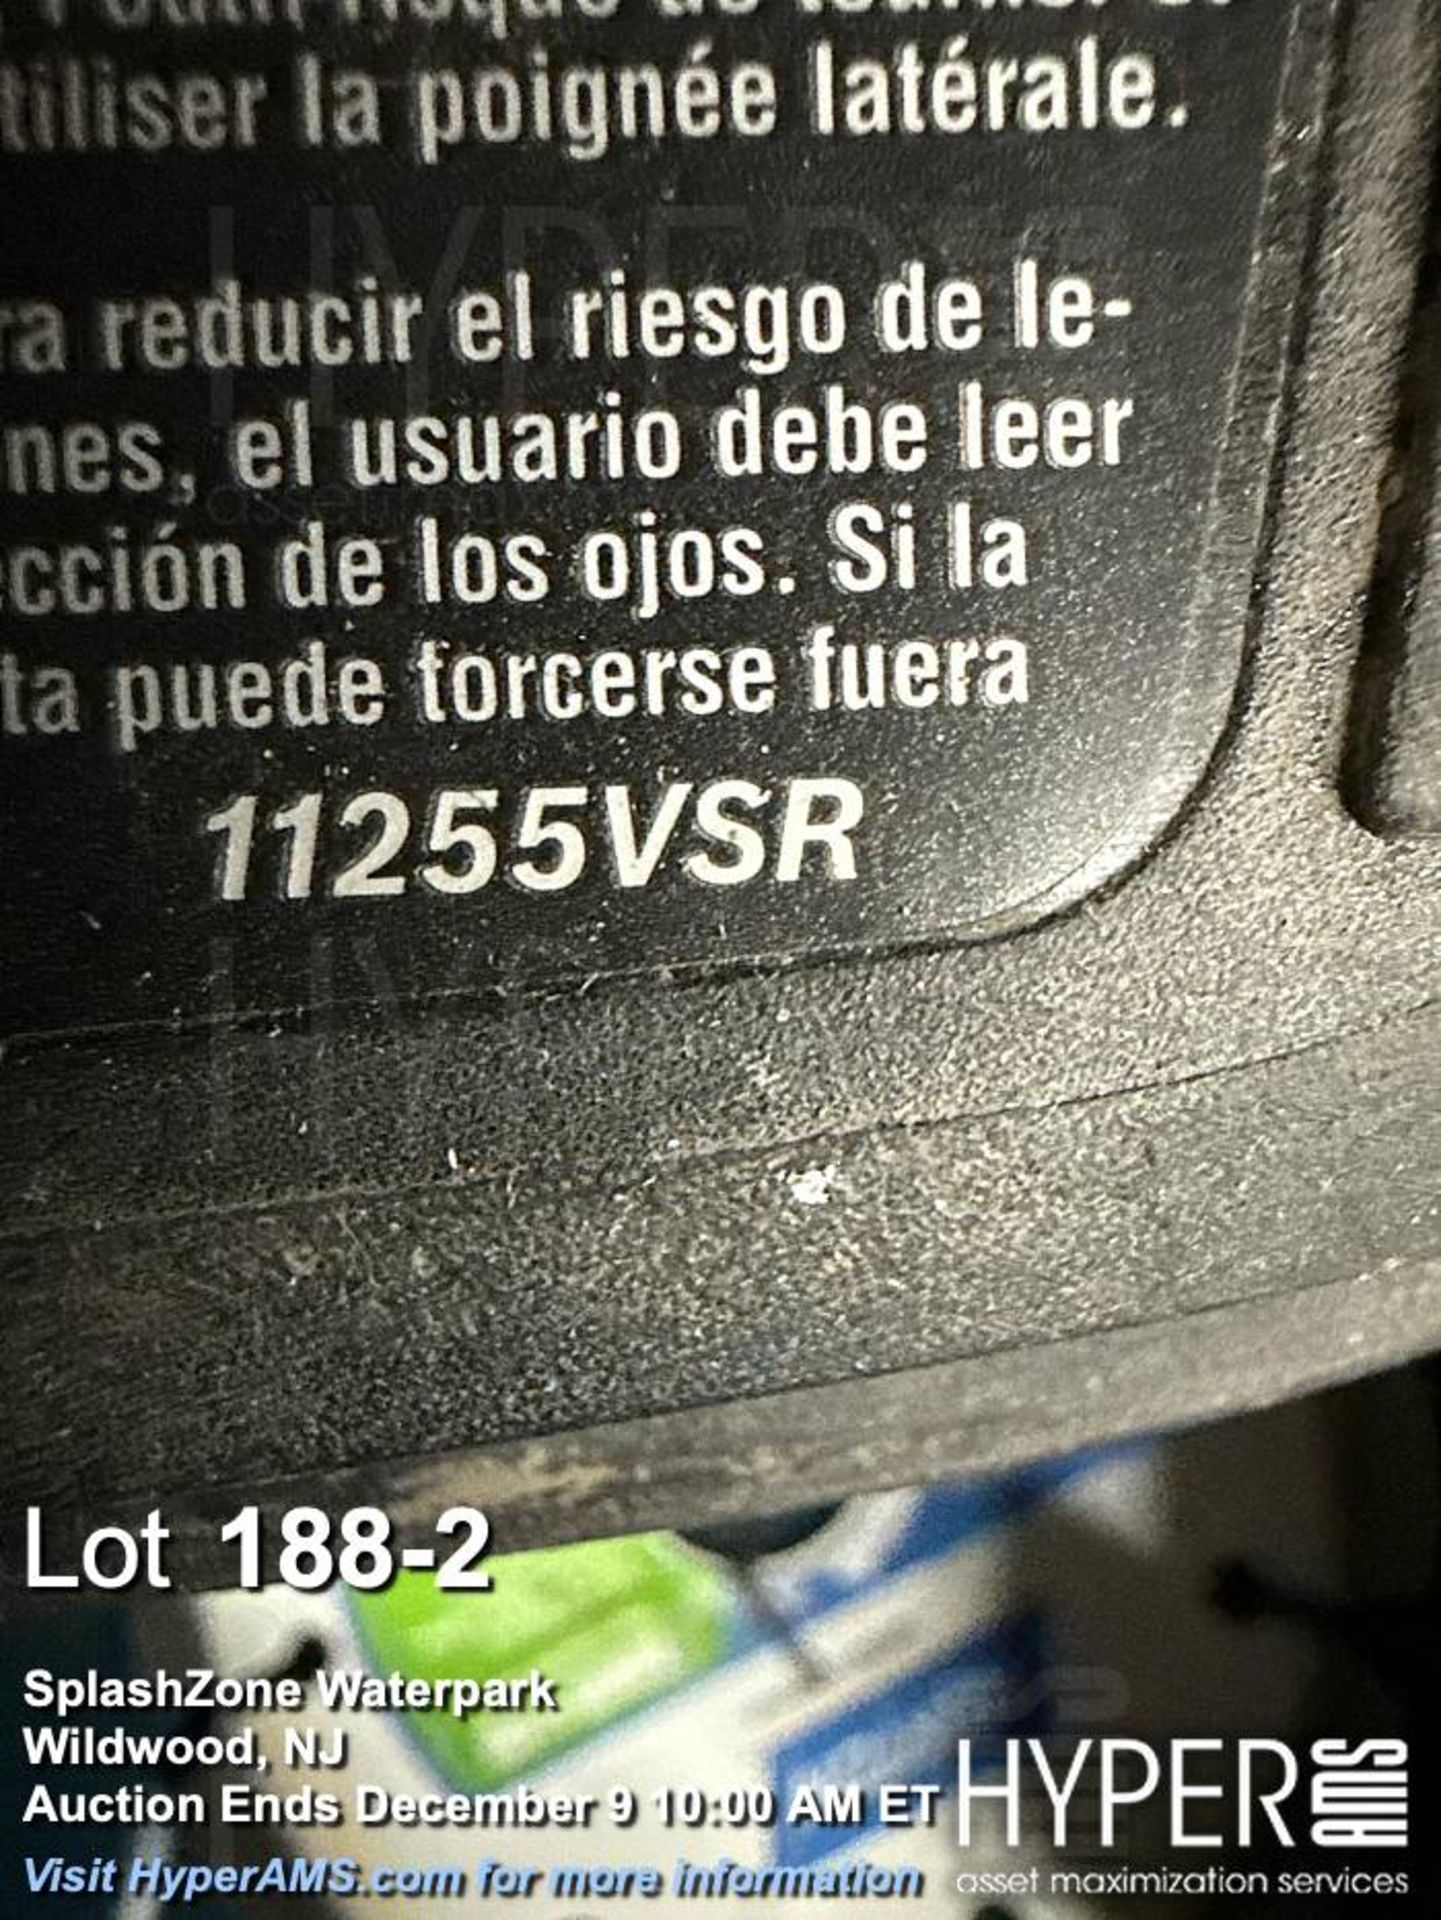 tiliser la poignée latérale.
ra reducir el riesgo de le-
nes, el usuario debe leer
cción de los ojos. Si la
ta puede torcerse fuera
11255VSR
Lot 188-2
SplashZone Waterpark
Wildwood, NJ
Auction Ends December 9 10:00 AM ET
Visit HyperAMS.com for more information
HYPER AMS
asset maximization services